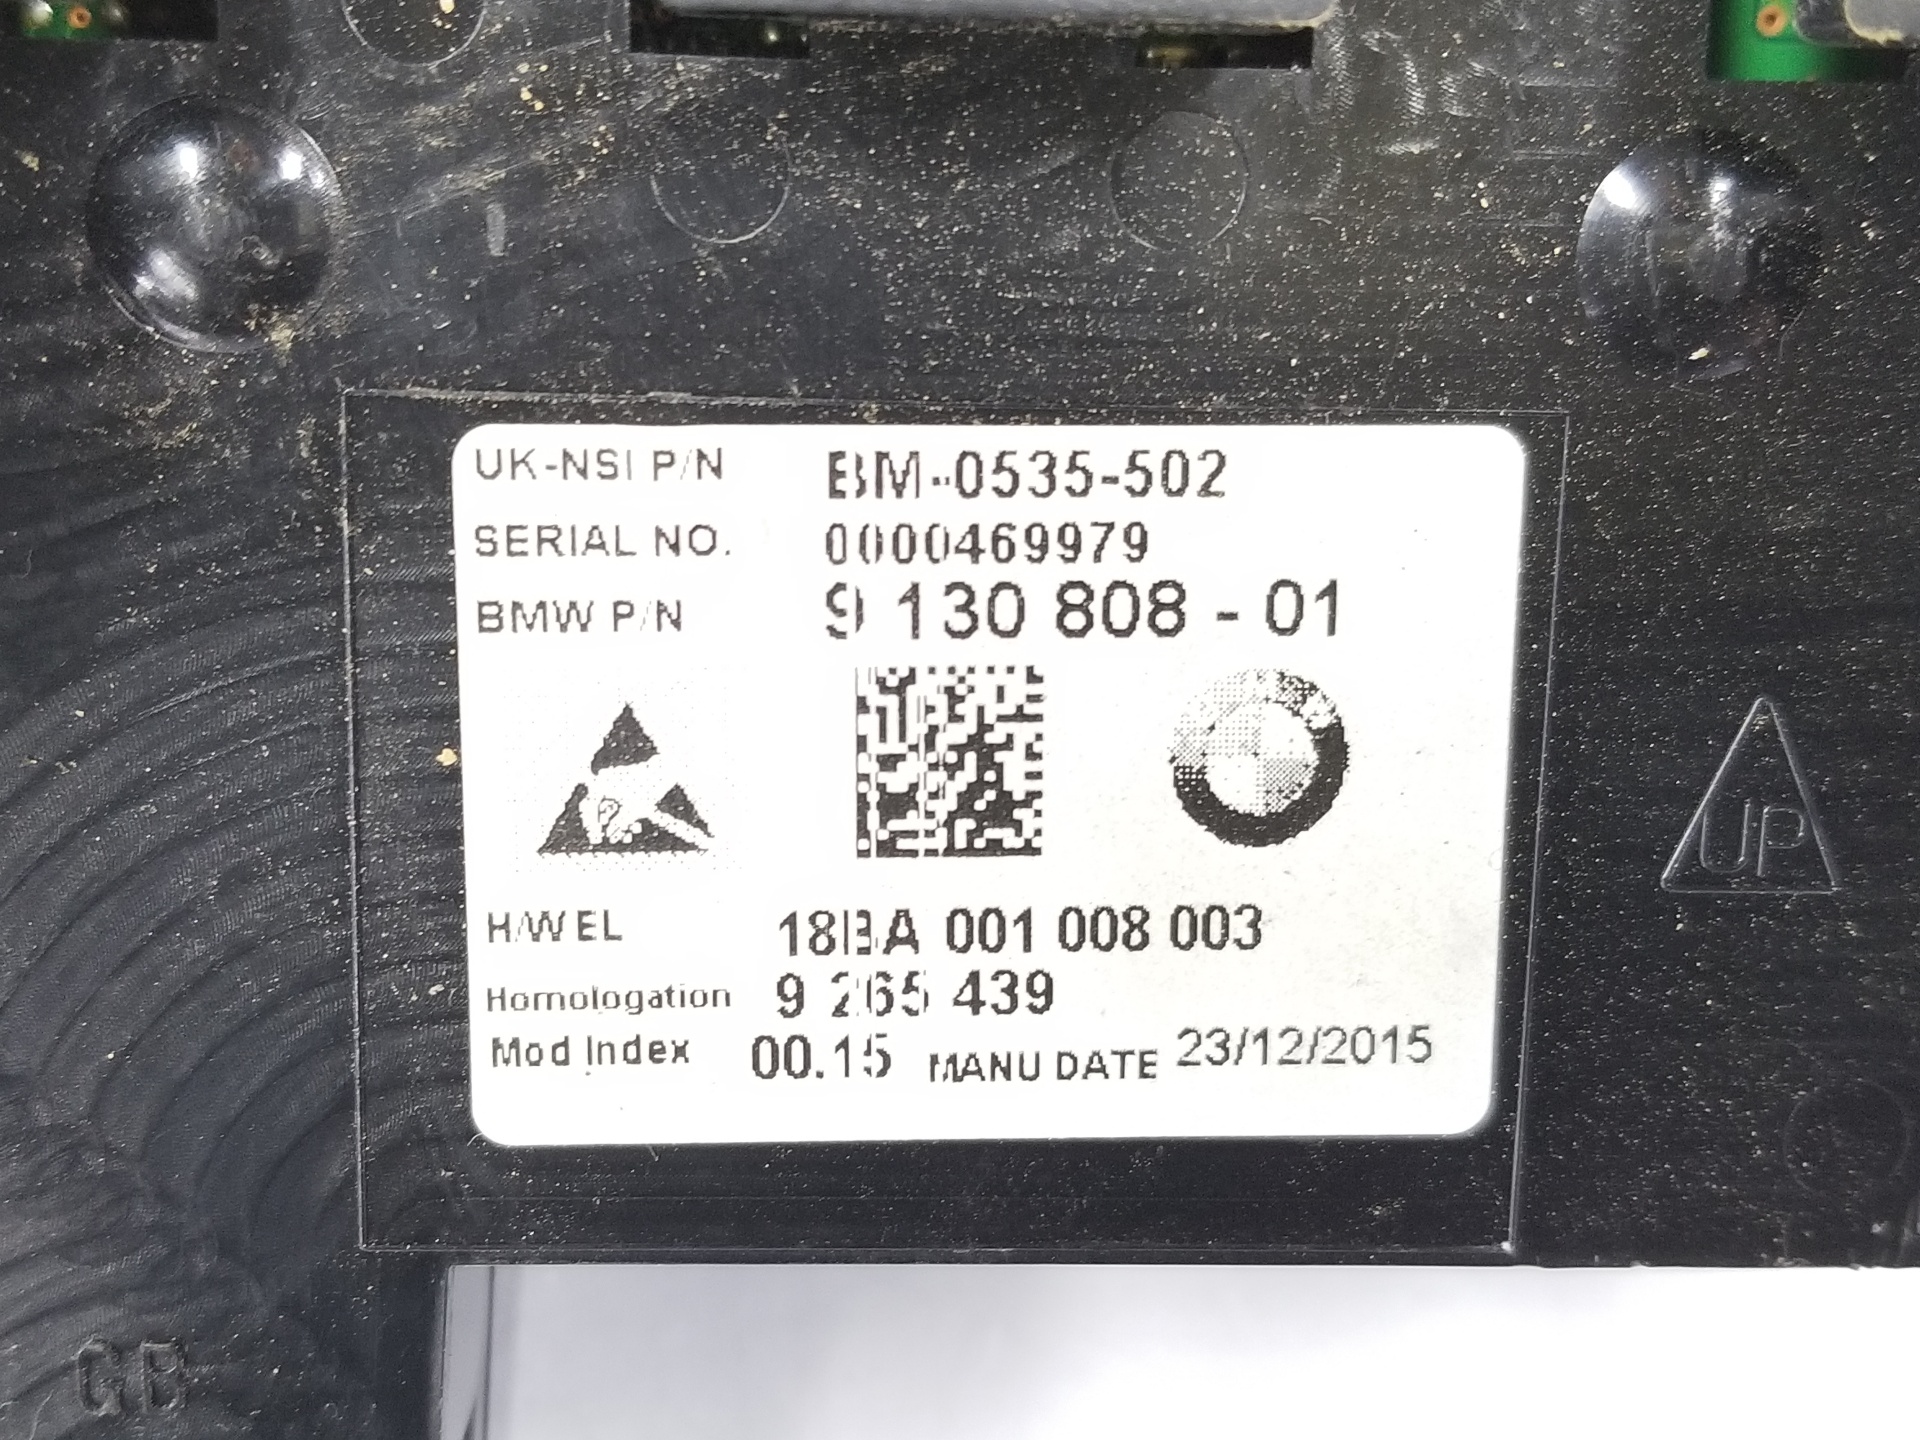 UK-NSI P/N BM-0535-502
SERIAL NO. 0000469979
BMW P/N 9 130 808 - 01
H/W EL 18BA 001 008 003
Homologation 9 265 439
Mod Index 00.15 MANU DATE 23/12/2015
UP
GB